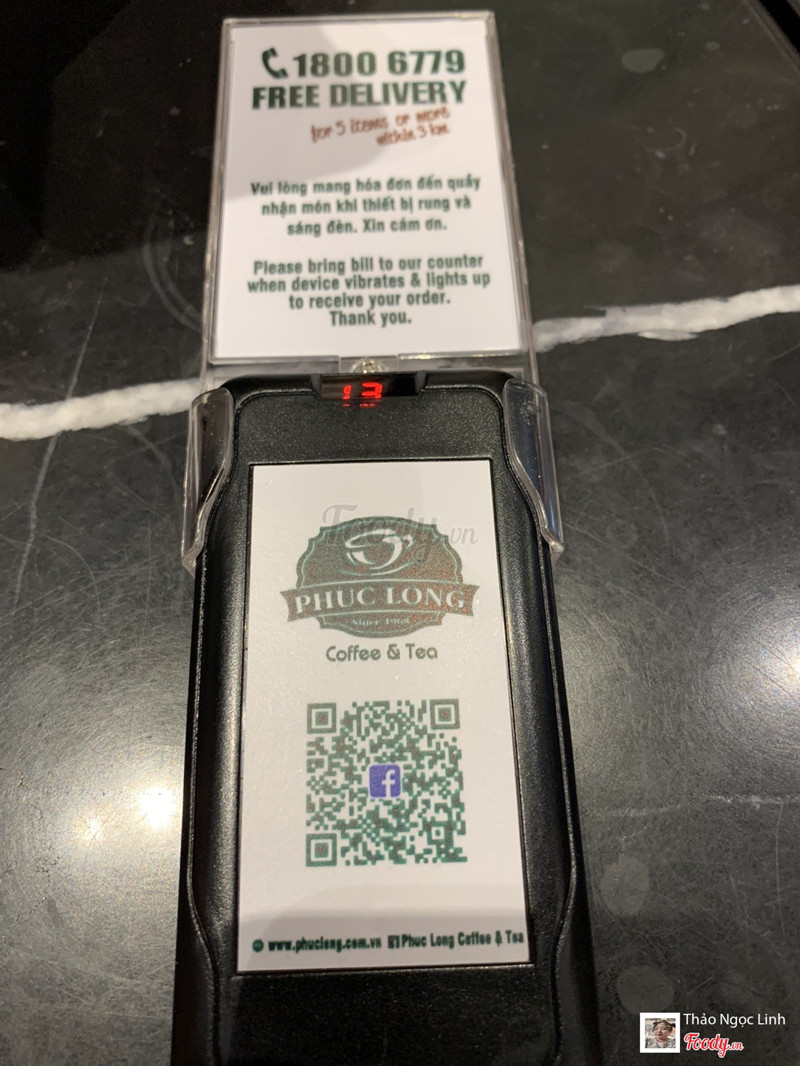 1800 6779
FREE DELIVERY
for 5 items or more
within 3 km
Vui lòng mang hóa đơn đến quầy
nhận món khi thiết bị rung và
sáng đèn. Xin cám ơn.
Please bring bill to our counter
when device vibrates & lights up
to receive your order.
Thank you.
13
Foody.vn
PHUC LONG
Since 1968
Coffee & Tea
f
www.phuclong.com.vn f Phuc Long Coffee & Tea
Thảo Ngọc Linh
Foody.vn